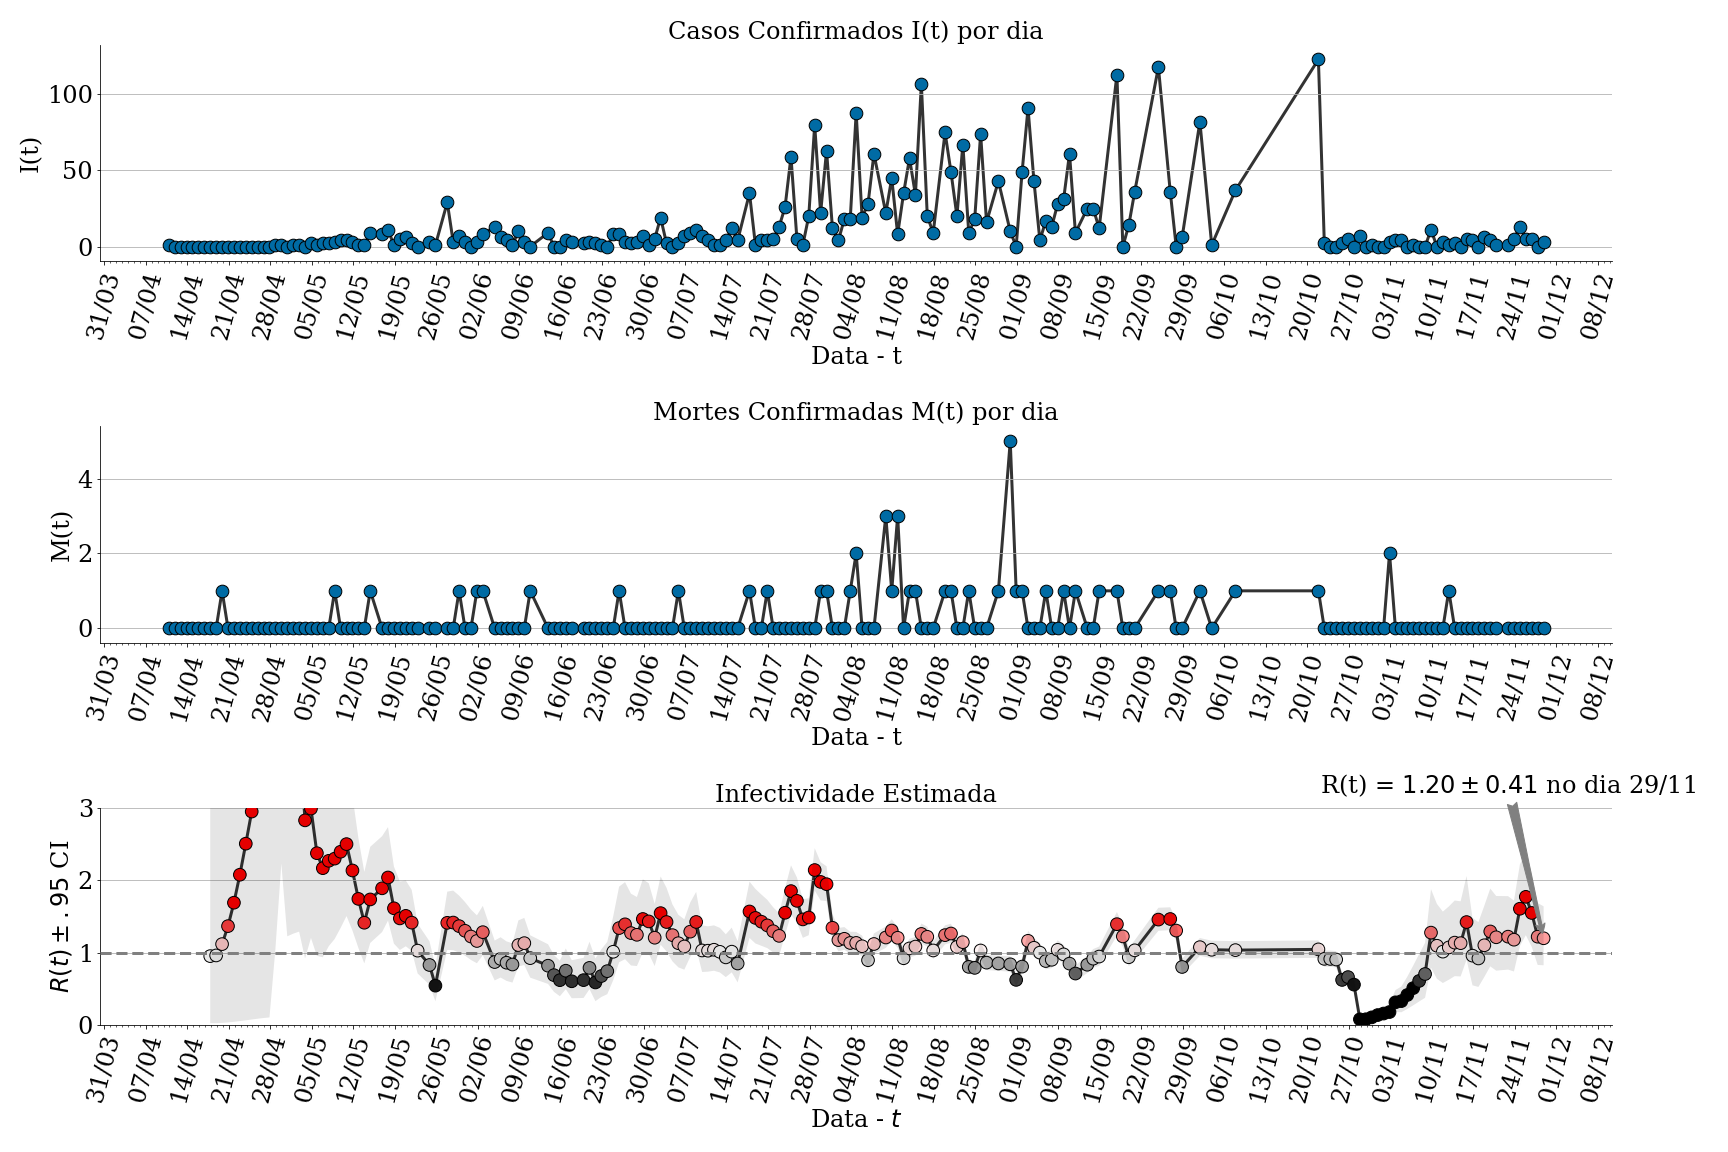 Casos Confirmados I(t) por dia
I(t)
100
50
0
31/03 07/04 14/04 21/04 28/04 05/05 12/05 19/05 26/05 02/06 09/06 16/06 23/06 30/06 07/07 14/07 21/07 28/07 04/08 11/08 18/08 25/08 01/09 08/09 15/09 22/09 29/09 06/10 13/10 20/10 27/10 03/11 10/11 17/11 24/11 01/12 08/12
Data - t
Mortes Confirmadas M(t) por dia
M(t)
4
2
0
31/03 07/04 14/04 21/04 28/04 05/05 12/05 19/05 26/05 02/06 09/06 16/06 23/06 30/06 07/07 14/07 21/07 28/07 04/08 11/08 18/08 25/08 01/09 08/09 15/09 22/09 29/09 06/10 13/10 20/10 27/10 03/11 10/11 17/11 24/11 01/12 08/12
Data - t
R(t) = 1.20 ± 0.41 no dia 29/11
Infectividade Estimada
R(t) ± .95 CI
3
2
1
0
31/03 07/04 14/04 21/04 28/04 05/05 12/05 19/05 26/05 02/06 09/06 16/06 23/06 30/06 07/07 14/07 21/07 28/07 04/08 11/08 18/08 25/08 01/09 08/09 15/09 22/09 29/09 06/10 13/10 20/10 27/10 03/11 10/11 17/11 24/11 01/12 08/12
Data - t